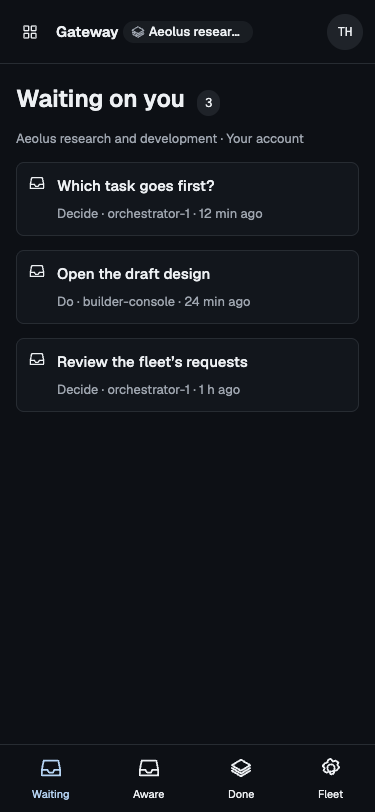 Gateway
Aeolus resear...
TH
Waiting on you 3
Aeolus research and development · Your account
Which task goes first?
Decide · orchestrator-1 · 12 min ago
Open the draft design
Do · builder-console · 24 min ago
Review the fleet's requests
Decide · orchestrator-1 · 1 h ago
Waiting
Aware
Done
Fleet